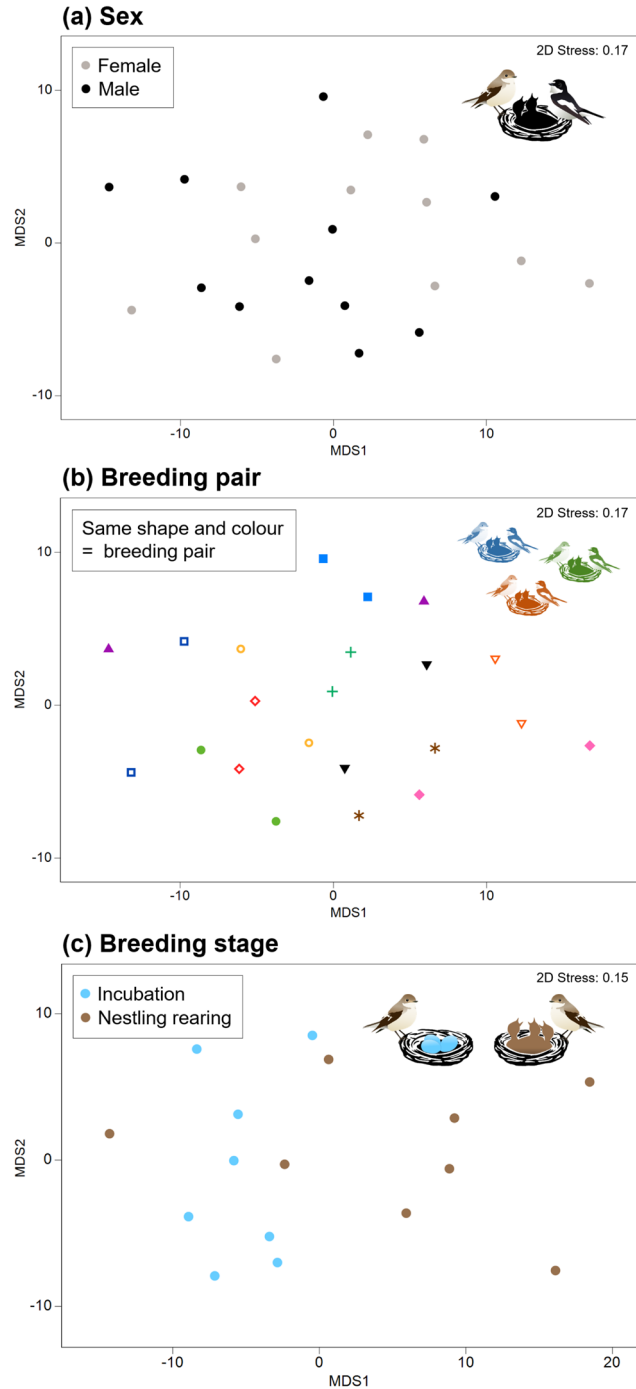 (a) Sex
2D Stress: 0.17
Female
Male
10
0
-10
MDS2
-10
0
10
MDS1
(b) Breeding pair
2D Stress: 0.17
Same shape and colour
= breeding pair
10
0
-10
MDS2
-10
0
10
MDS1
(c) Breeding stage
2D Stress: 0.15
Incubation
Nestling rearing
10
0
-10
MDS2
-10
0
10
20
MDS1